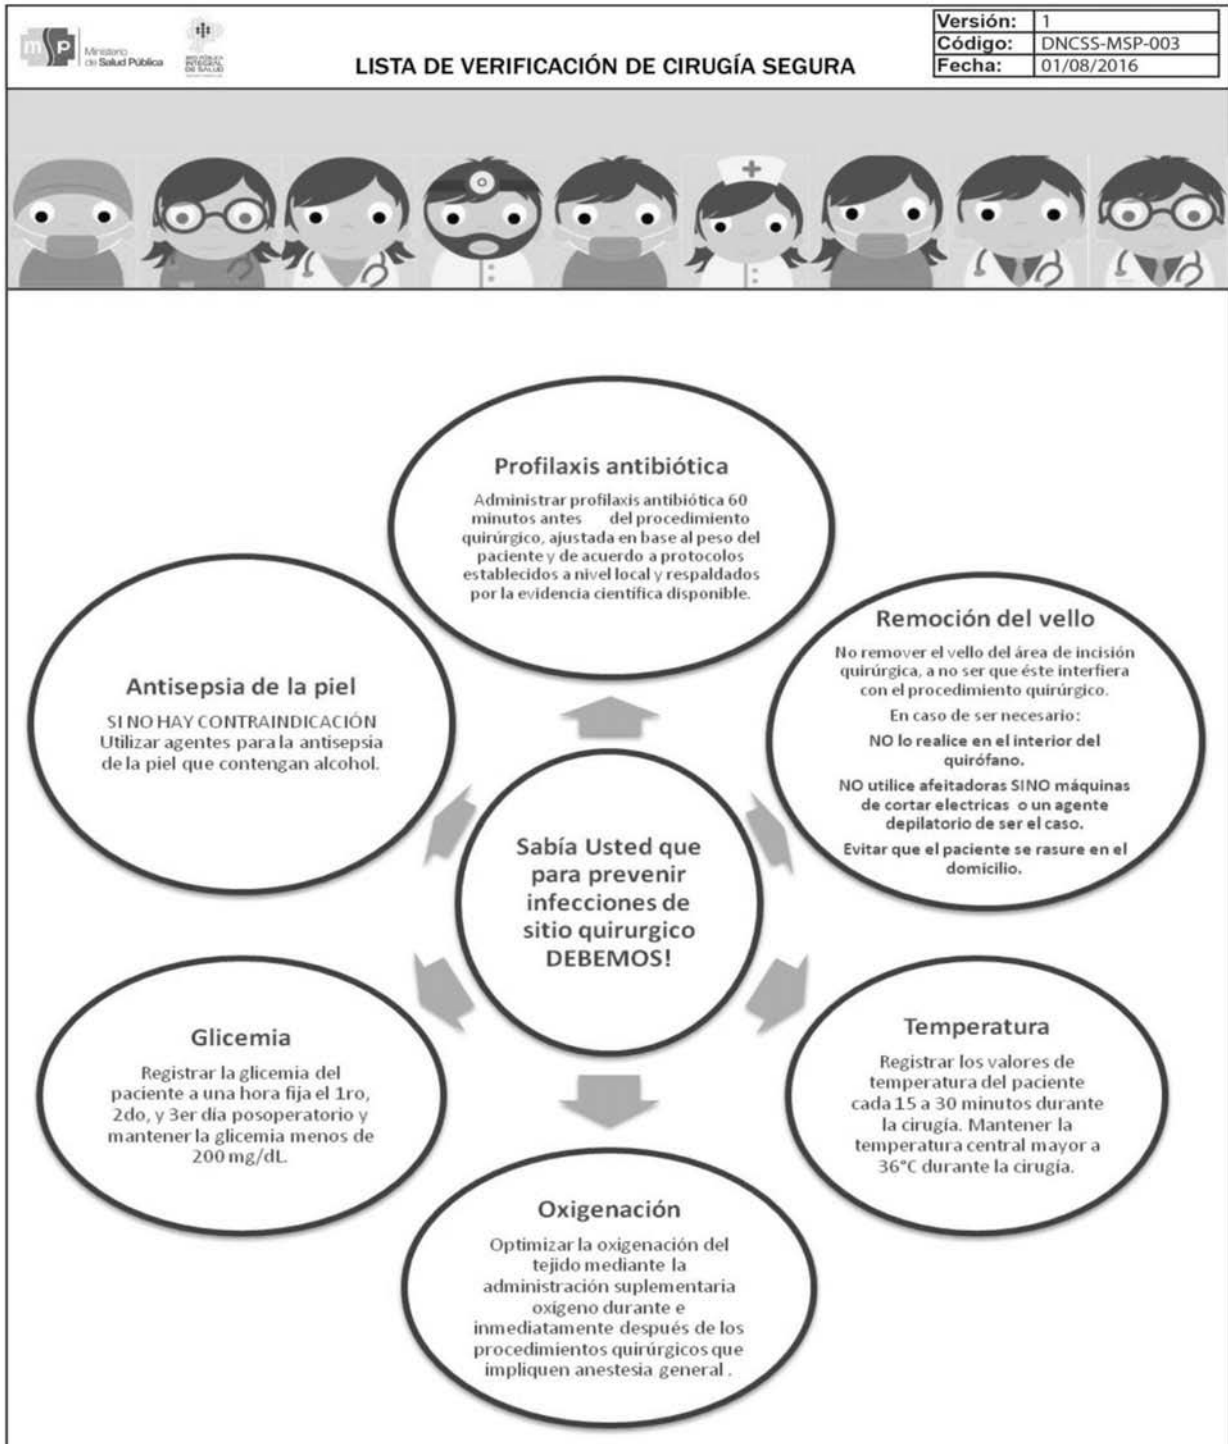 msp
Ministerio
de Salud Pública
RED PÚBLICA
INTEGRAL
DE SALUD
LISTA DE VERIFICACIÓN DE CIRUGÍA SEGURA
Versión: 1
Código: DNCSS-MSP-003
Fecha: 01/08/2016
Profilaxis antibiótica
Administrar profilaxis antibiótica 60
minutos antes del procedimiento
quirúrgico, ajustada en base al peso del
paciente y de acuerdo a protocolos
establecidos a nivel local y respaldados
por la evidencia científica disponible.
Remoción del vello
No remover el vello del área de incisión
quirúrgica, a no ser que éste interfiera
con el procedimiento quirúrgico.
En caso de ser necesario:
NO lo realice en el interior del
quirófano.
NO utilice afeitadoras SINO máquinas
de cortar electricas o un agente
depilatorio de ser el caso.
Evitar que el paciente se rasure en el
domicilio.
Antisepsia de la piel
SI NO HAY CONTRAINDICACIÓN
Utilizar agentes para la antisepsia
de la piel que contengan alcohol.
Sabía Usted que
para prevenir
infecciones de
sitio quirurgico
DEBEMOS!
Glicemia
Registrar la glicemia del
paciente a una hora fija el 1ro,
2do, y 3er día posoperatorio y
mantener la glicemia menos de
200 mg/dL.
Temperatura
Registrar los valores de
temperatura del paciente
cada 15 a 30 minutos durante
la cirugía. Mantener la
temperatura central mayor a
36°C durante la cirugía.
Oxigenación
Optimizar la oxigenación del
tejido mediante la
administración suplementaria
oxígeno durante e
inmediatamente después de los
procedimientos quirúrgicos que
impliquen anestesia general .